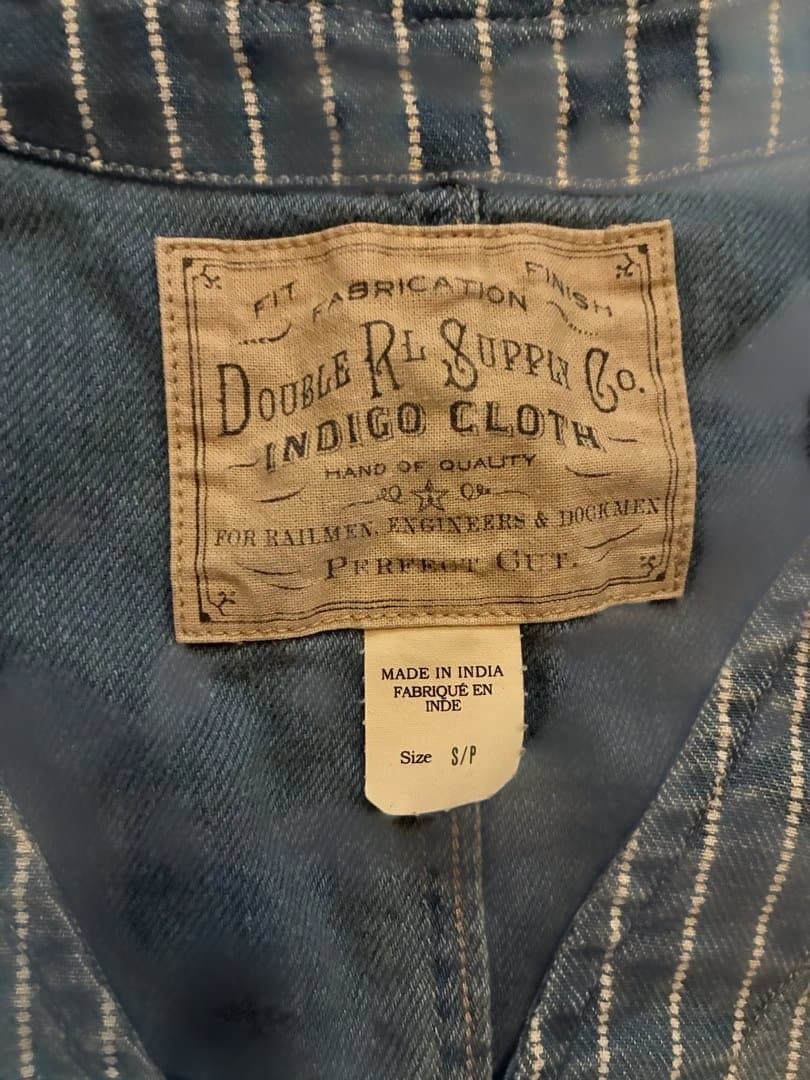 FIT FABRICATION FINISH
DOUBLE RL SUPPLY CO.
INDIGO CLOTH
HAND OF QUALITY
FOR RAILMEN, ENGINEERS & DOCKMEN
PERFECT CUT.
MADE IN INDIA
FABRIQUÉ EN
INDE
Size S/P